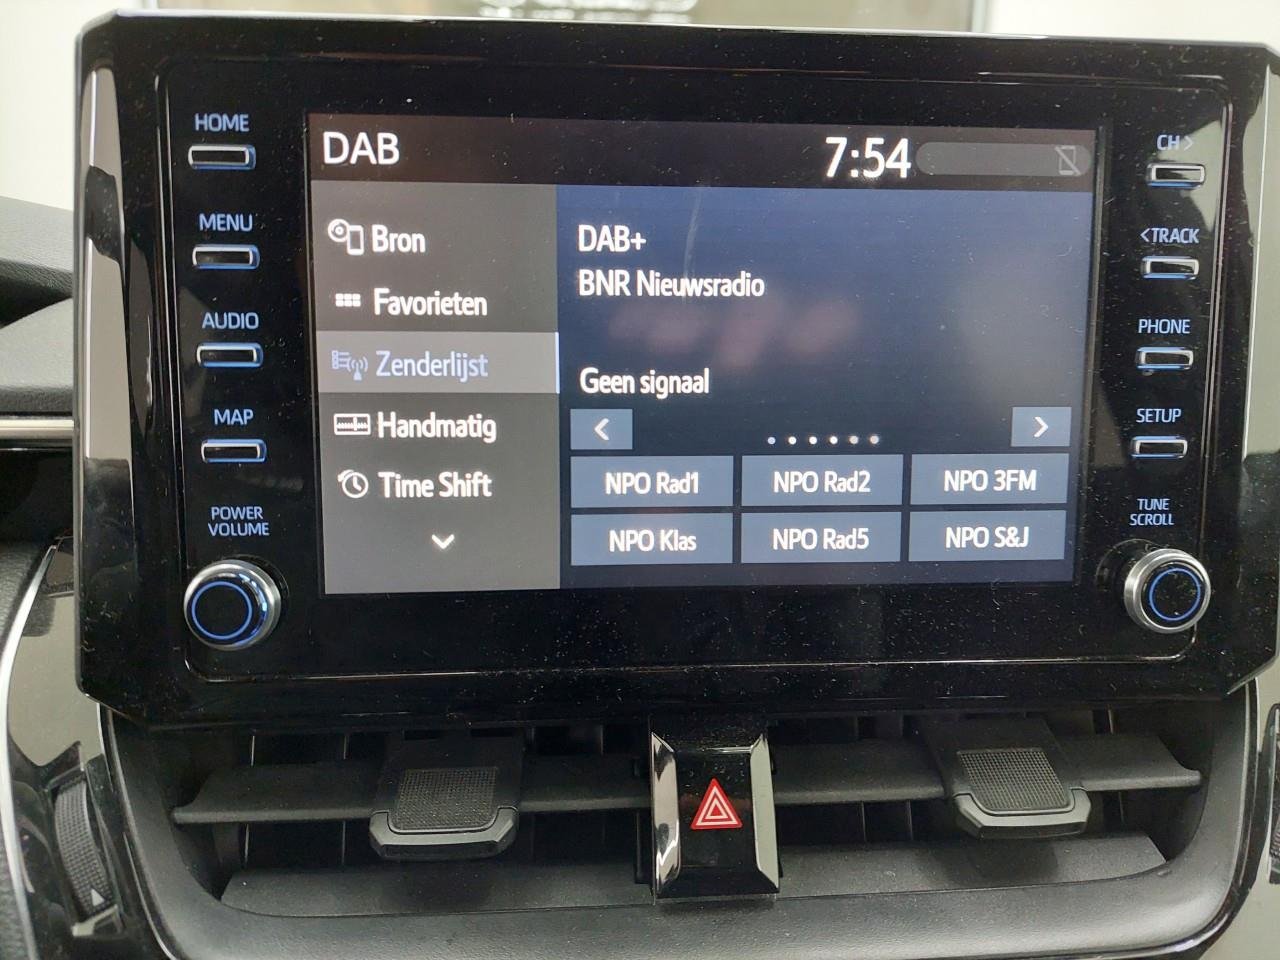 HOME
MENU
AUDIO
MAP
POWER
VOLUME
DAB
7:54
Bron
Favorieten
Zenderlijst
Handmatig
Time Shift
DAB+
BNR Nieuwsradio
Geen signaal
NPO Rad1
NPO Rad2
NPO 3FM
NPO Klas
NPO Rad5
NPO S&J
CH>
<TRACK
PHONE
SETUP
TUNE
SCROLL